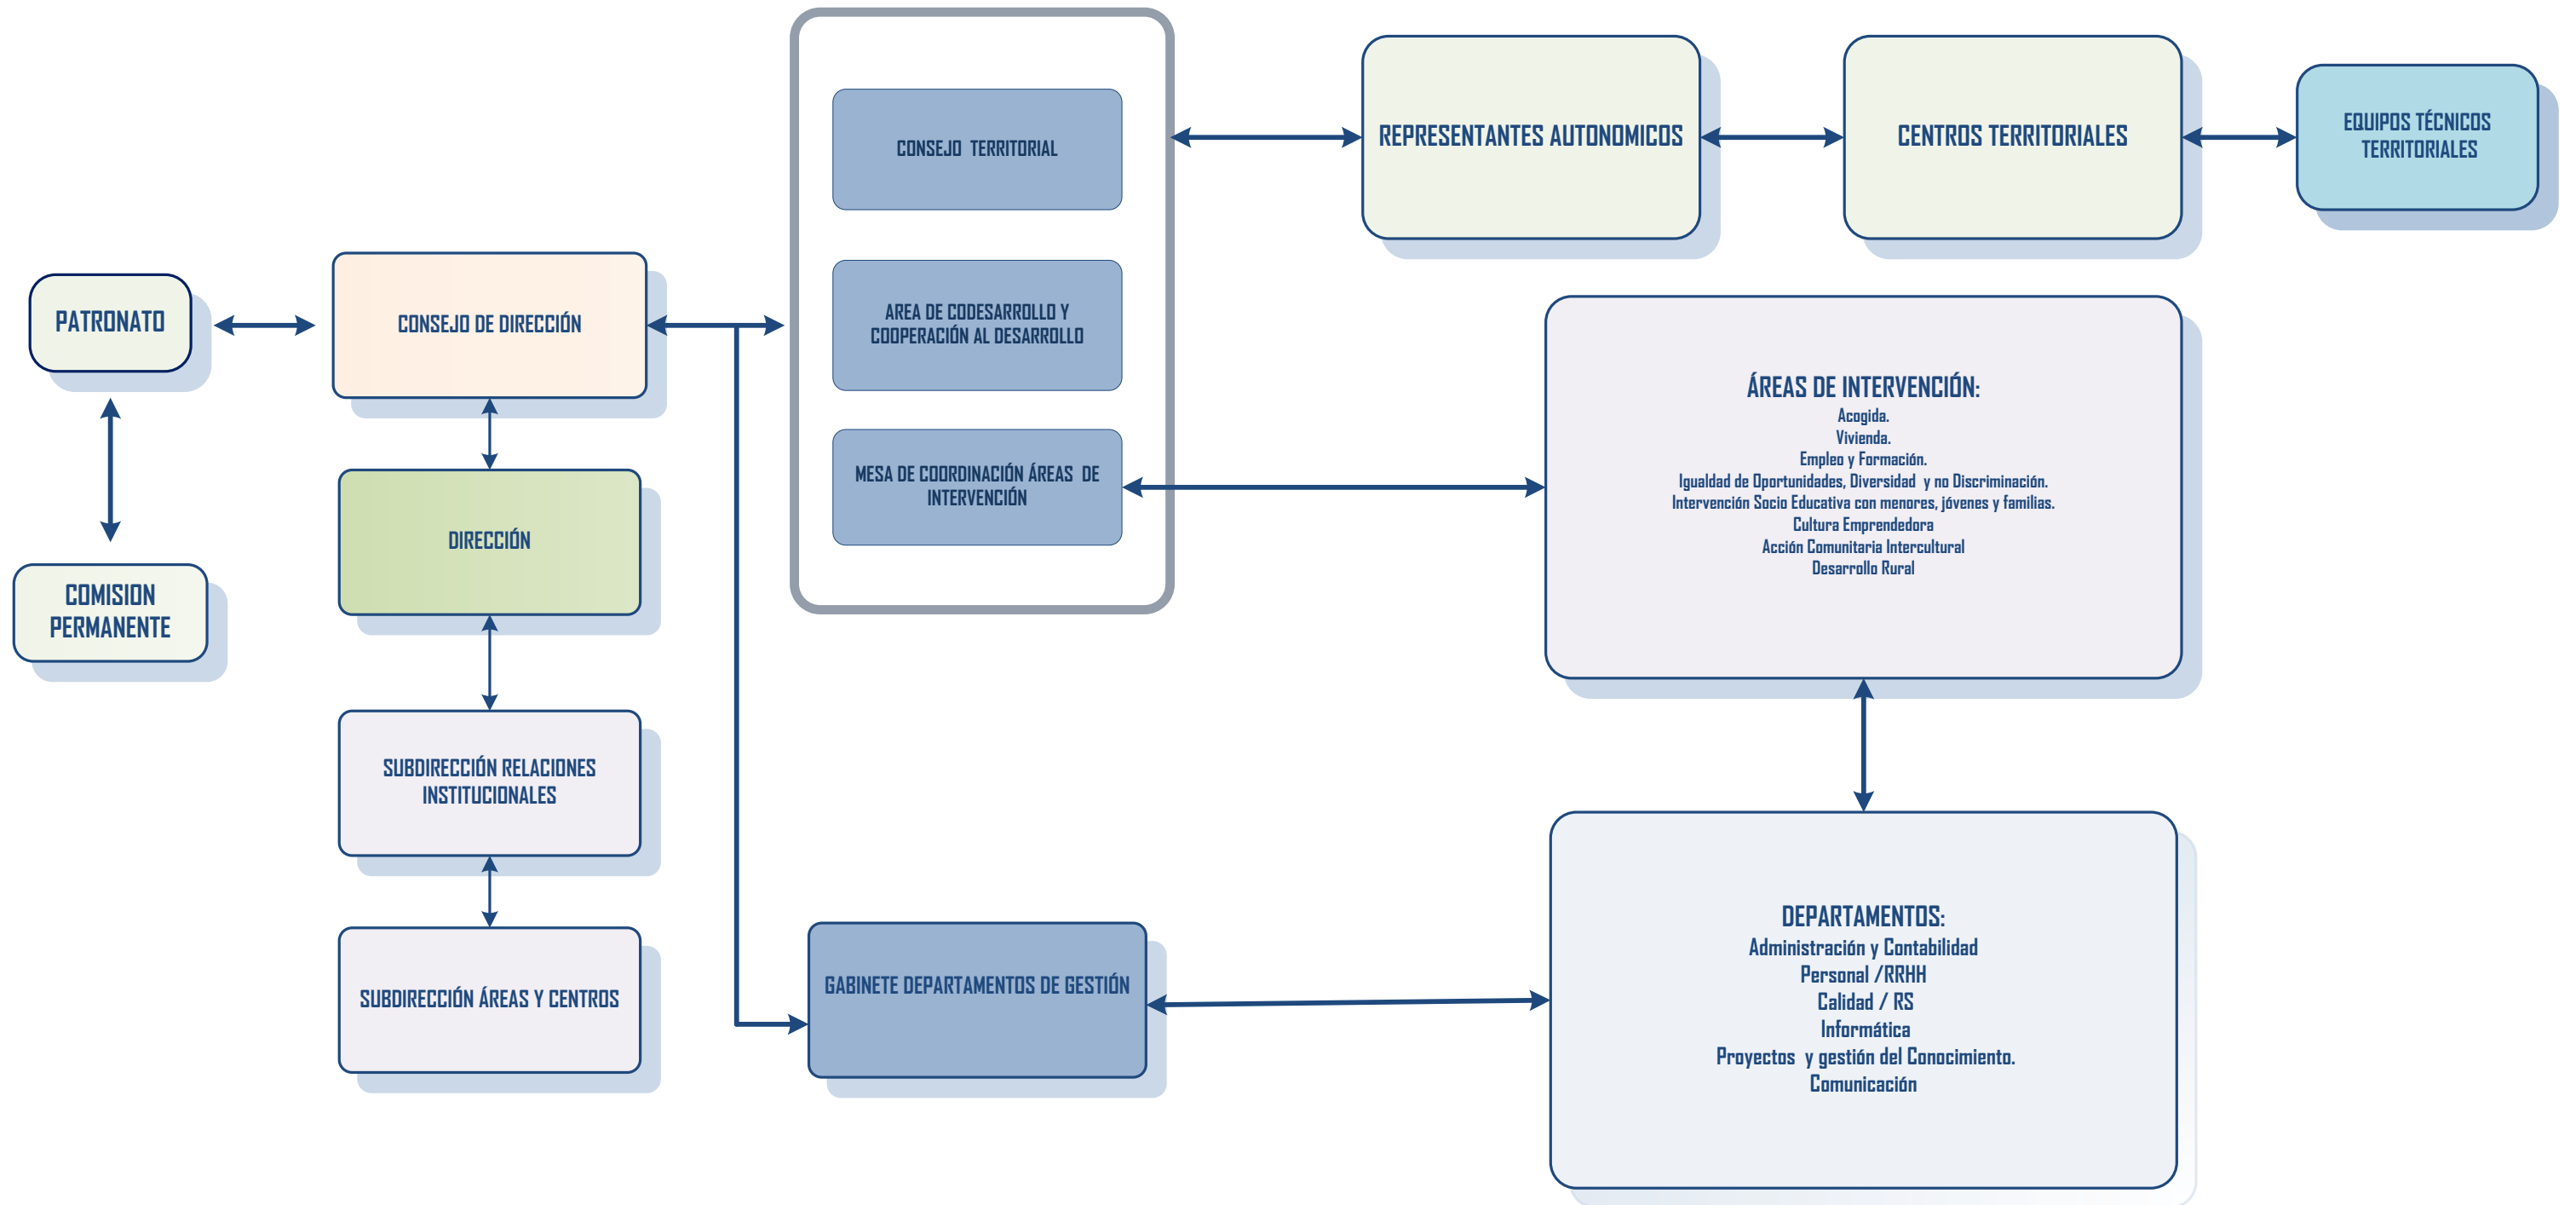 PATRONATO
COMISION
PERMANENTE
CONSEJO DE DIRECCIÓN
DIRECCIÓN
SUBDIRECCIÓN RELACIONES
INSTITUCIONALES
SUBDIRECCIÓN ÁREAS Y CENTROS
CONSEJO TERRITORIAL
AREA DE CODESARROLLO Y
COOPERACIÓN AL DESARROLLO
MESA DE COORDINACIÓN ÁREAS DE
INTERVENCIÓN
GABINETE DEPARTAMENTOS DE GESTIÓN
REPRESENTANTES AUTONOMICOS
CENTROS TERRITORIALES
EQUIPOS TÉCNICOS
TERRITORIALES
ÁREAS DE INTERVENCIÓN:
Acogida.
Vivienda.
Empleo y Formación.
Igualdad de Oportunidades, Diversidad y no Discriminación.
Intervención Socio Educativa con menores, jóvenes y familias.
Cultura Emprendedora
Acción Comunitaria Intercultural
Desarrollo Rural
DEPARTAMENTOS:
Administración y Contabilidad
Personal /RRHH
Calidad / RS
Informática
Proyectos y gestión del Conocimiento.
Comunicación